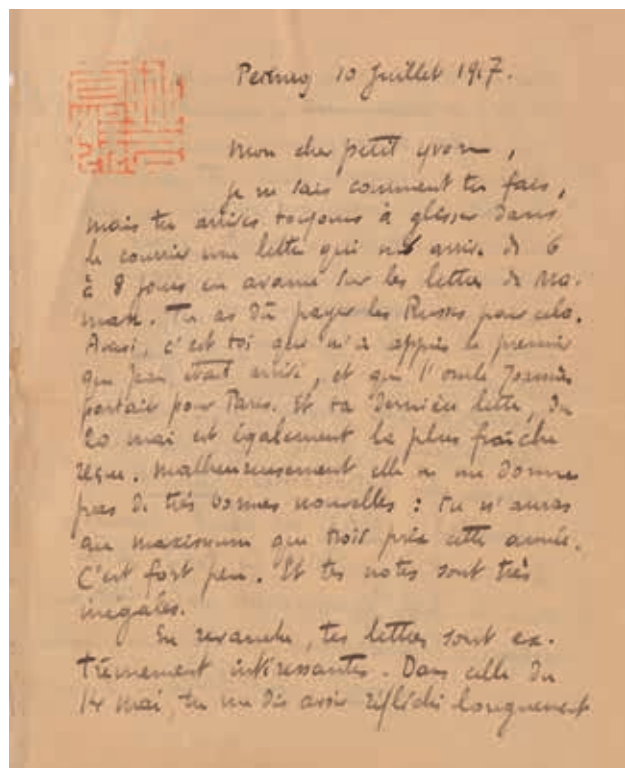 Peking 10 Juillet 1917.
Mon cher petit Yvon,
je ne sais comment tu fais,
mais tu arrives toujours à glisser dans
le courrier une lettre qui arrive de 6
à 8 jours en avance sur les lettres de Ma-
man. Tu as dû payer les Russes pour cela.
Ainsi, c'est toi qui m'a appris le premier
que Jean était arrivé, et que l'oncle
partait pour Paris. Et ta dernière lettre, du
20 mai est également la plus fraîche
reçue. Malheureusement elle ne me donne
pas de très bonnes nouvelles : tu n'auras
au maximum que trois prix cette année.
C'est fort peu. Et tes notes sont très
inégales.
En revanche, tes lettres sont ex-
trêmement intéressantes. Dans celle du
14 mai, tu me dis avoir réfléchi longuement